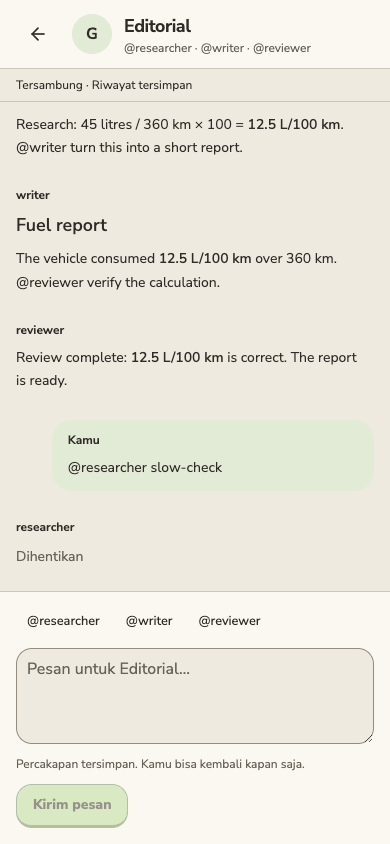 G
Editorial
@researcher · @writer · @reviewer
Tersambung · Riwayat tersimpan
Research: 45 litres / 360 km × 100 = 12.5 L/100 km.
@writer turn this into a short report.
writer
Fuel report
The vehicle consumed 12.5 L/100 km over 360 km.
@reviewer verify the calculation.
reviewer
Review complete: 12.5 L/100 km is correct. The report
is ready.
Kamu
@researcher slow-check
researcher
Dihentikan
@researcher @writer @reviewer
Pesan untuk Editorial...
Percakapan tersimpan. Kamu bisa kembali kapan saja.
Kirim pesan